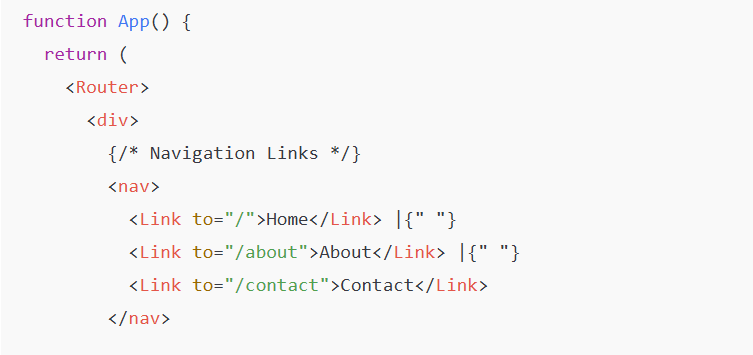 function App() {
  return (
    <Router>
      <div>
        {/* Navigation Links */}
        <nav>
          <Link to="/">Home</Link> |{" "}
          <Link to="/about">About</Link> |{" "}
          <Link to="/contact">Contact</Link>
        </nav>